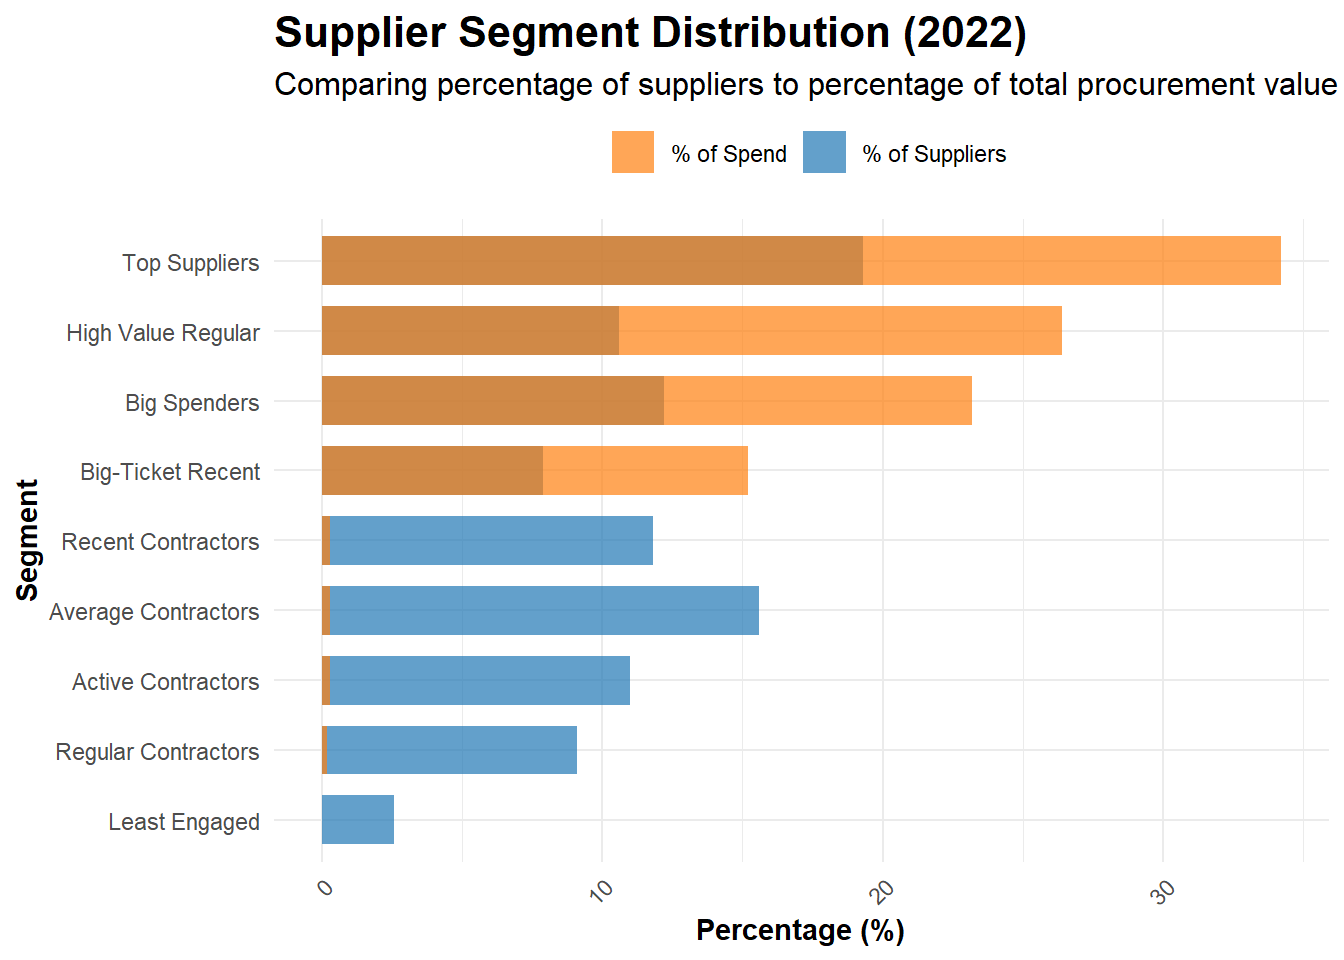 Supplier Segment Distribution (2022)
Comparing percentage of suppliers to percentage of total procurement value
% of Spend
% of Suppliers
Segment
Top Suppliers
High Value Regular
Big Spenders
Big-Ticket Recent
Recent Contractors
Average Contractors
Active Contractors
Regular Contractors
Least Engaged
0
10
20
30
Percentage (%)